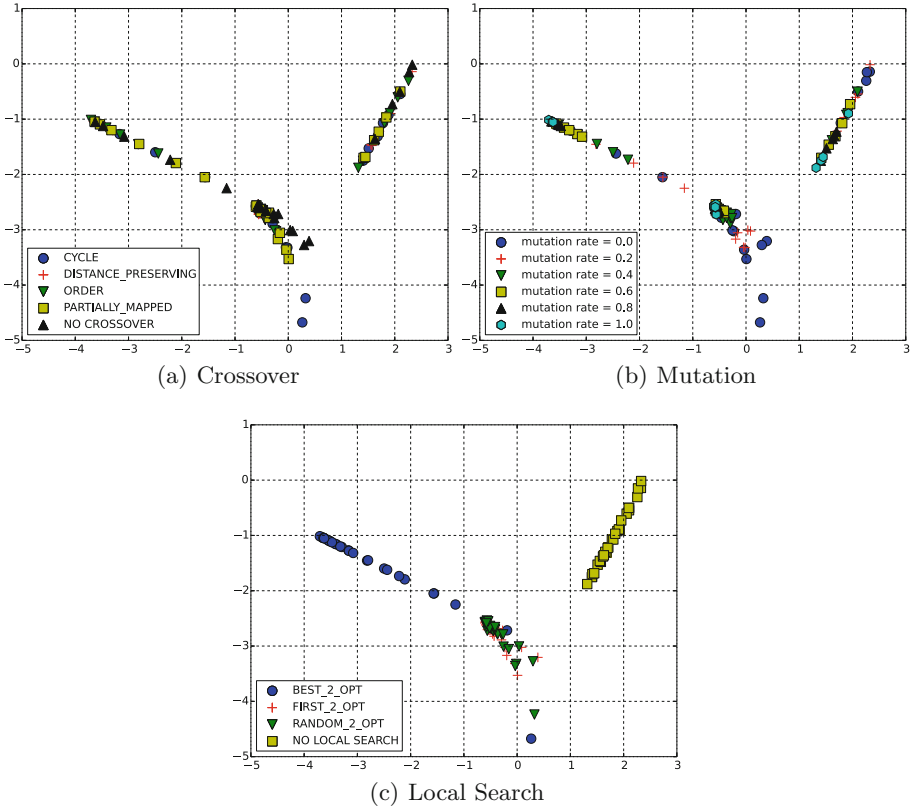 1
0
−1
−2
−3
−4
−5
CYCLE
DISTANCE_PRESERVING
ORDER
PARTIALLY_MAPPED
NO CROSSOVER
−5 −4 −3 −2 −1 0 1 2 3
(a) Crossover
1
0
−1
−2
−3
−4
−5
mutation rate = 0.0
mutation rate = 0.2
mutation rate = 0.4
mutation rate = 0.6
mutation rate = 0.8
mutation rate = 1.0
−5 −4 −3 −2 −1 0 1 2 3
(b) Mutation
1
0
−1
−2
−3
−4
−5
BEST_2_OPT
FIRST_2_OPT
RANDOM_2_OPT
NO LOCAL SEARCH
−5 −4 −3 −2 −1 0 1 2 3
(c) Local Search